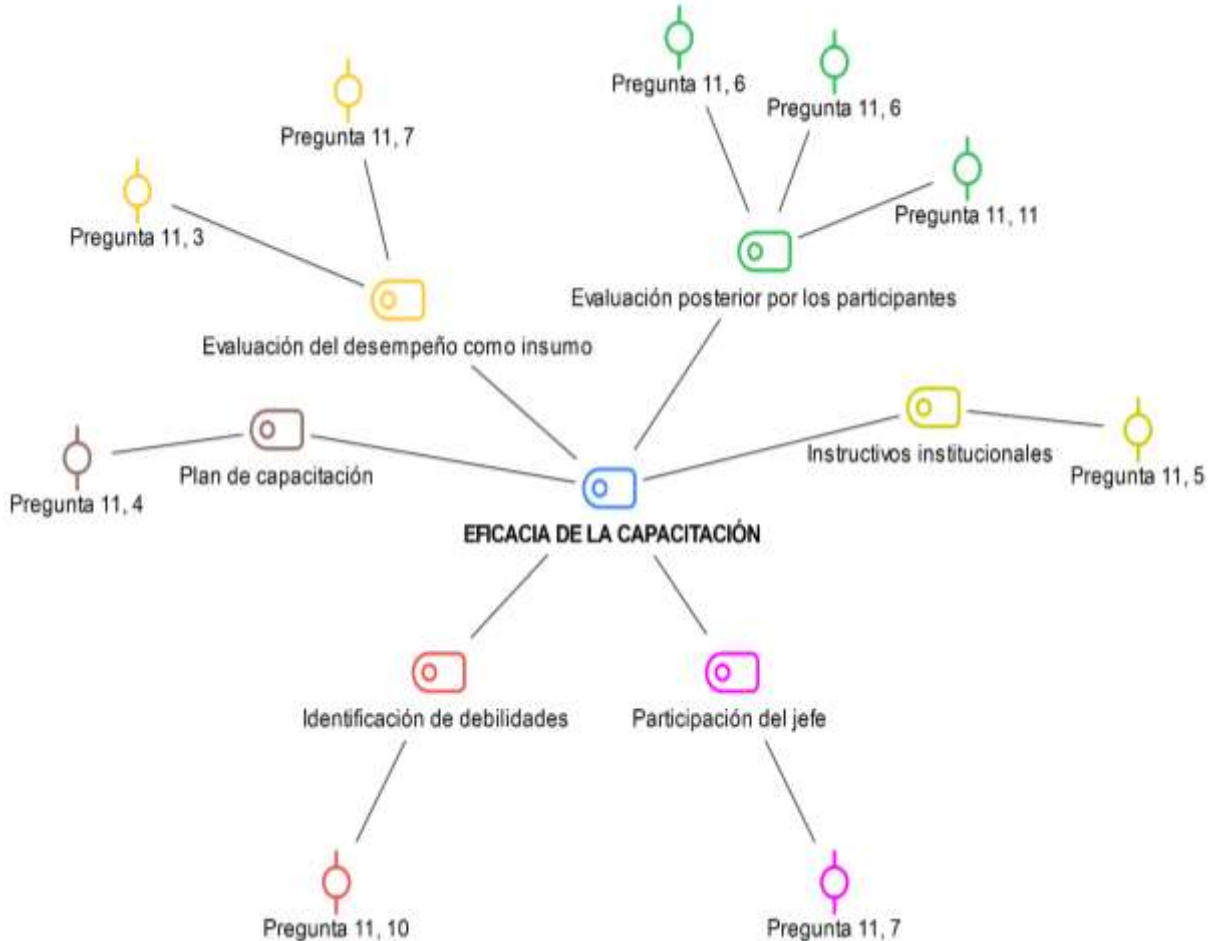 Pregunta 11, 6
Pregunta 11, 6
Pregunta 11, 7
Pregunta 11, 3
Pregunta 11, 11
Evaluación posterior por los participantes
Evaluación del desempeño como insumo
Instructivos institucionales
Plan de capacitación
Pregunta 11, 5
Pregunta 11, 4
EFICACIA DE LA CAPACITACIÓN
Identificación de debilidades
Participación del jefe
Pregunta 11, 10
Pregunta 11, 7